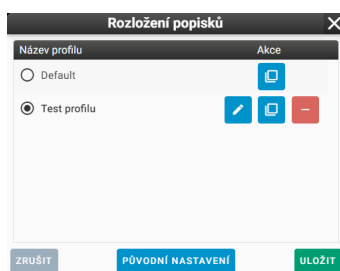 Rozložení popisků
Název profilu Akce
Default
Test profilu
ZRUŠIT PŮVODNÍ NASTAVENÍ ULOŽIT